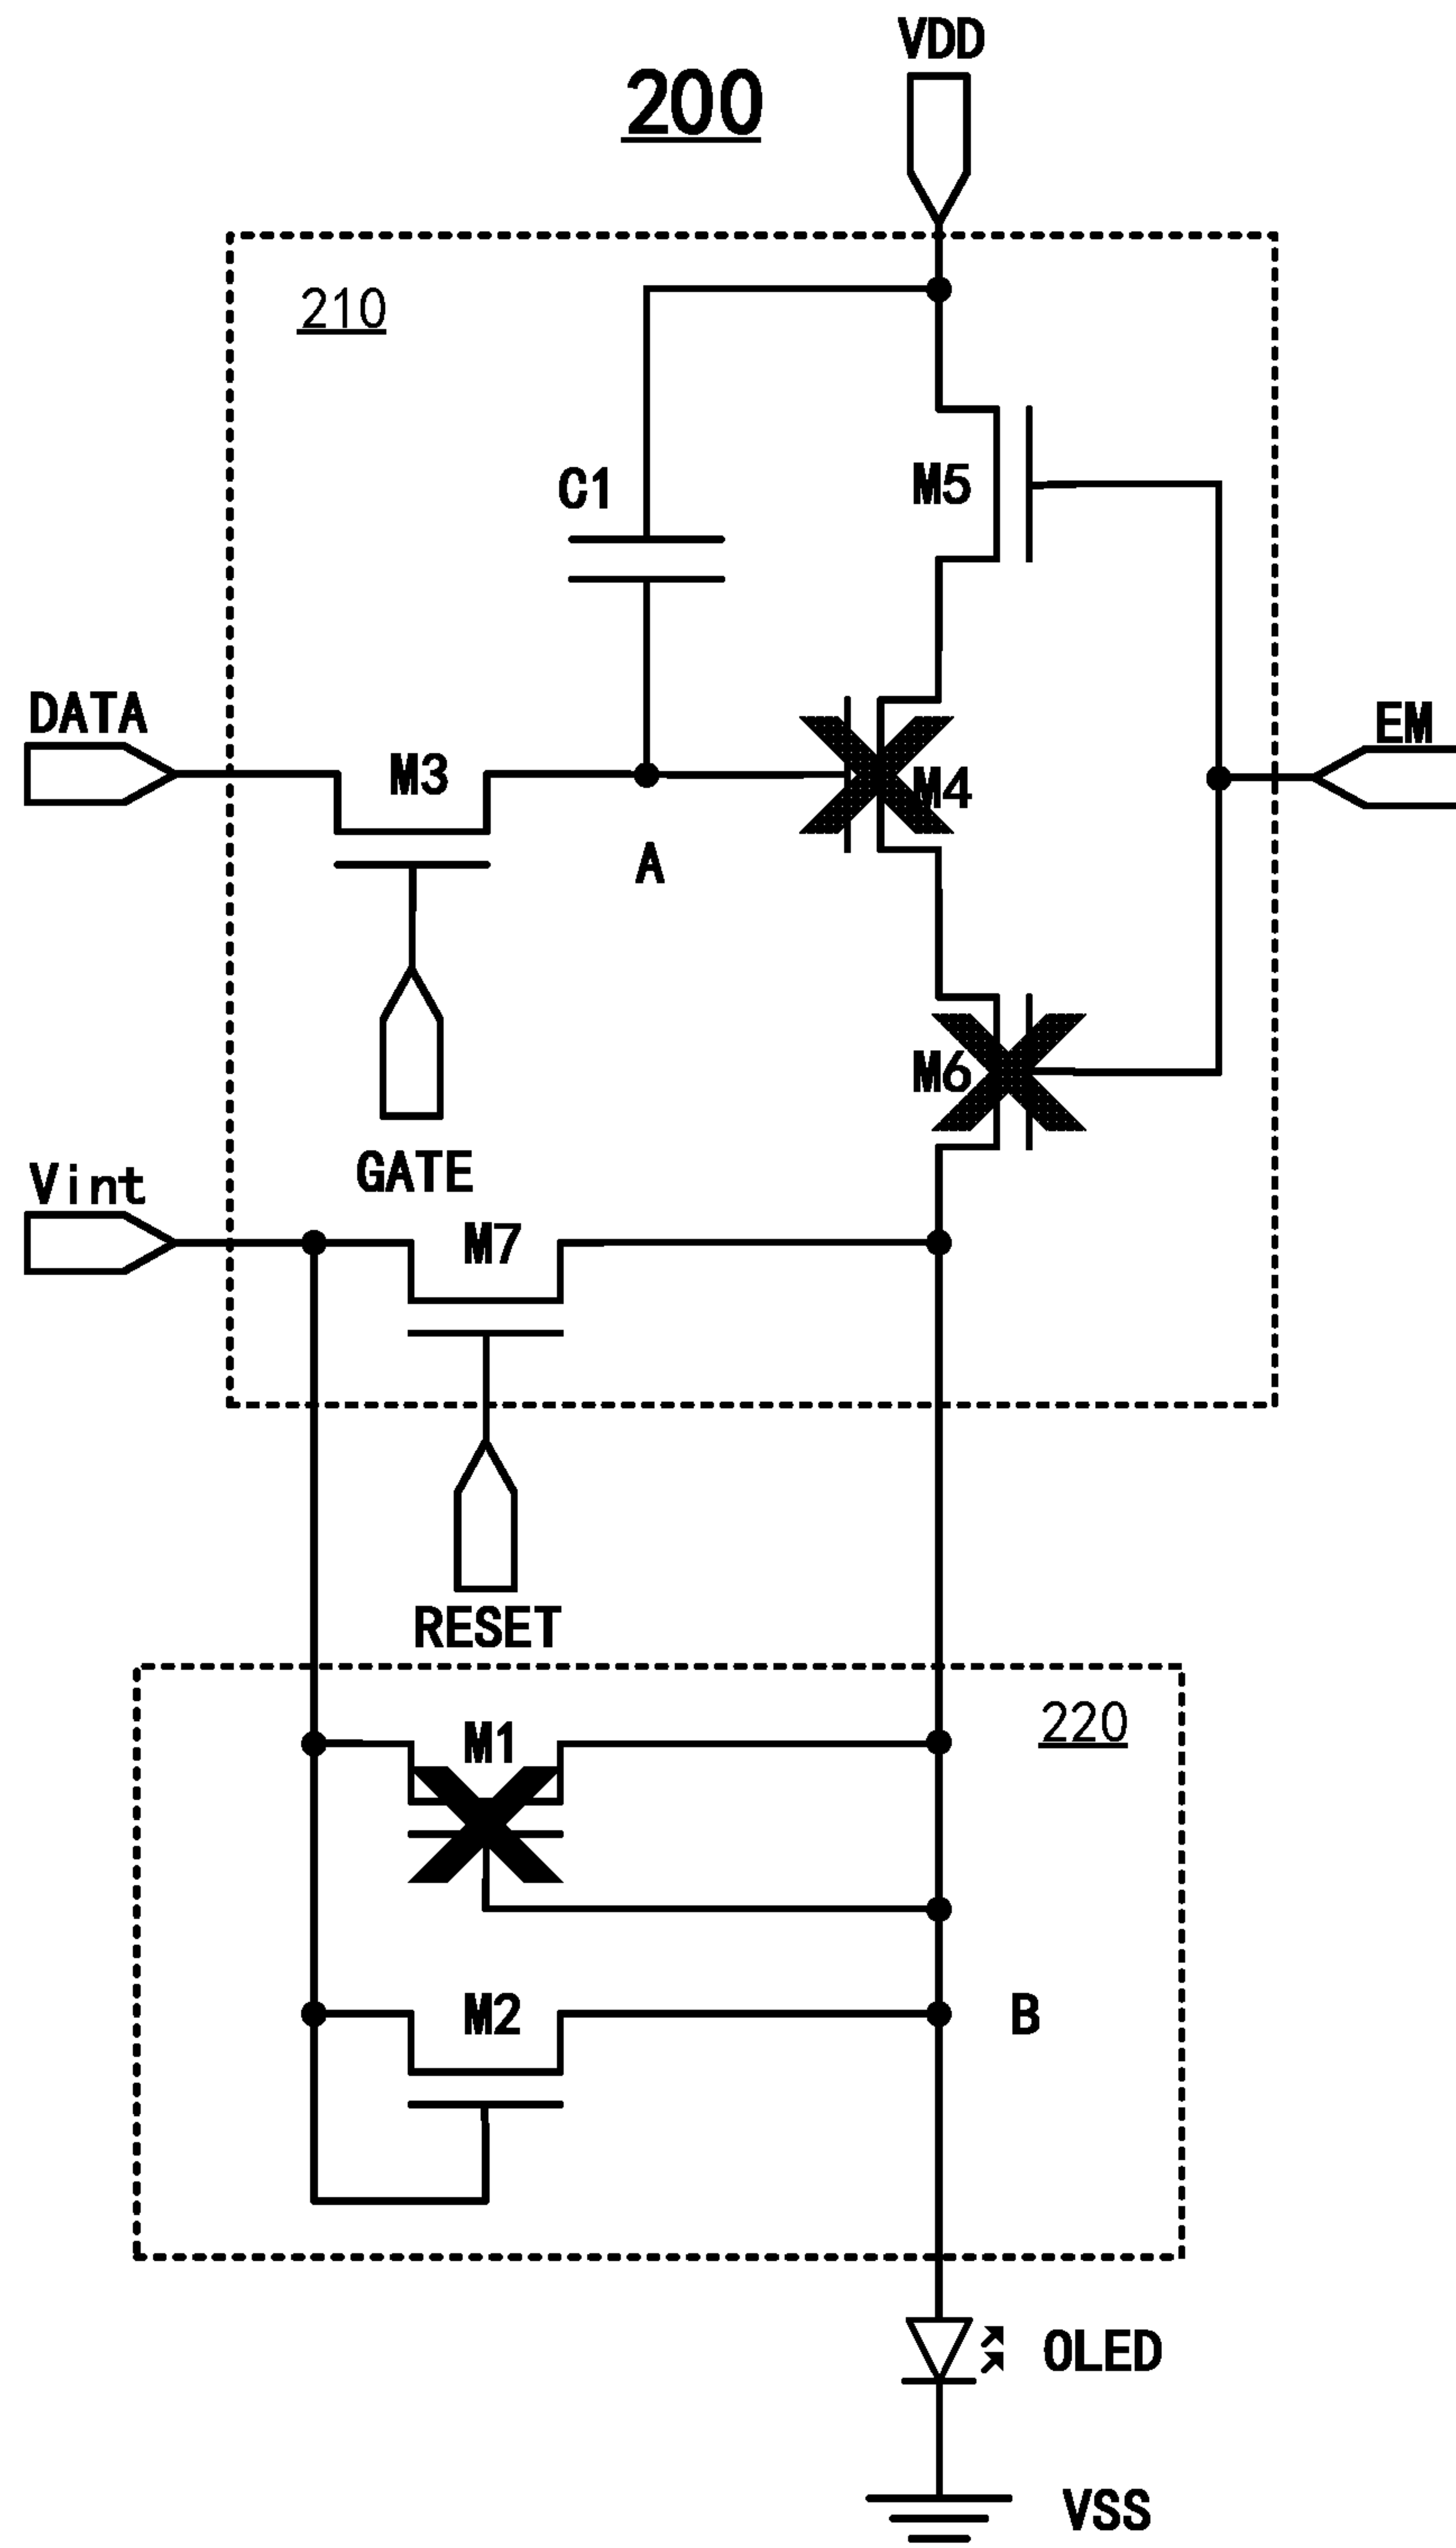 VDD
200
210
C1
M5
DATA
M3
M4
EM
A
M6
GATE
Vint
M7
RESET
M1
220
M2
B
OLED
VSS